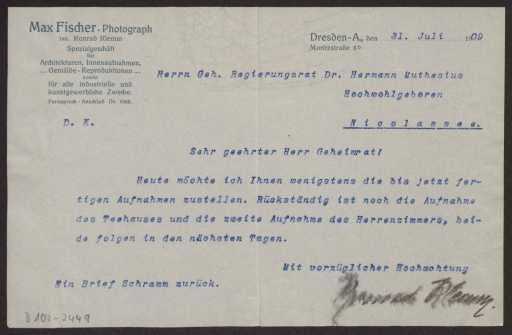 Max Fischer · Photograph
Inh. Konrad Klemm
Spezialgeschäft
für
Architekturen, Innenaufnahmen,
Gemälde-Reproduktionen
sowie
für alle industrielle und
kunstgewerbliche Zwecke.
Dresden-A., den 31. Juli 1909
Moritzstraße
Herrn Geh. Regierungsrat Dr. Hermann Muthesius
Hochwohlgeboren
Nicolassee.
D. K.
Sehr geehrter Herr Geheimrat!
Heute möchte ich Ihnen wenigstens die bis jetzt fer-
tigen Aufnahmen zustellen. Rückständig ist noch die Aufnahme
des Teehauses und die zweite Aufnahme des Herrenzimmers, bei-
de folgen in den nächsten Tagen.
Mit vorzüglicher Hochachtung
Ein Brief Schramm zurück.
Konrad Klemm.
D 102-2449